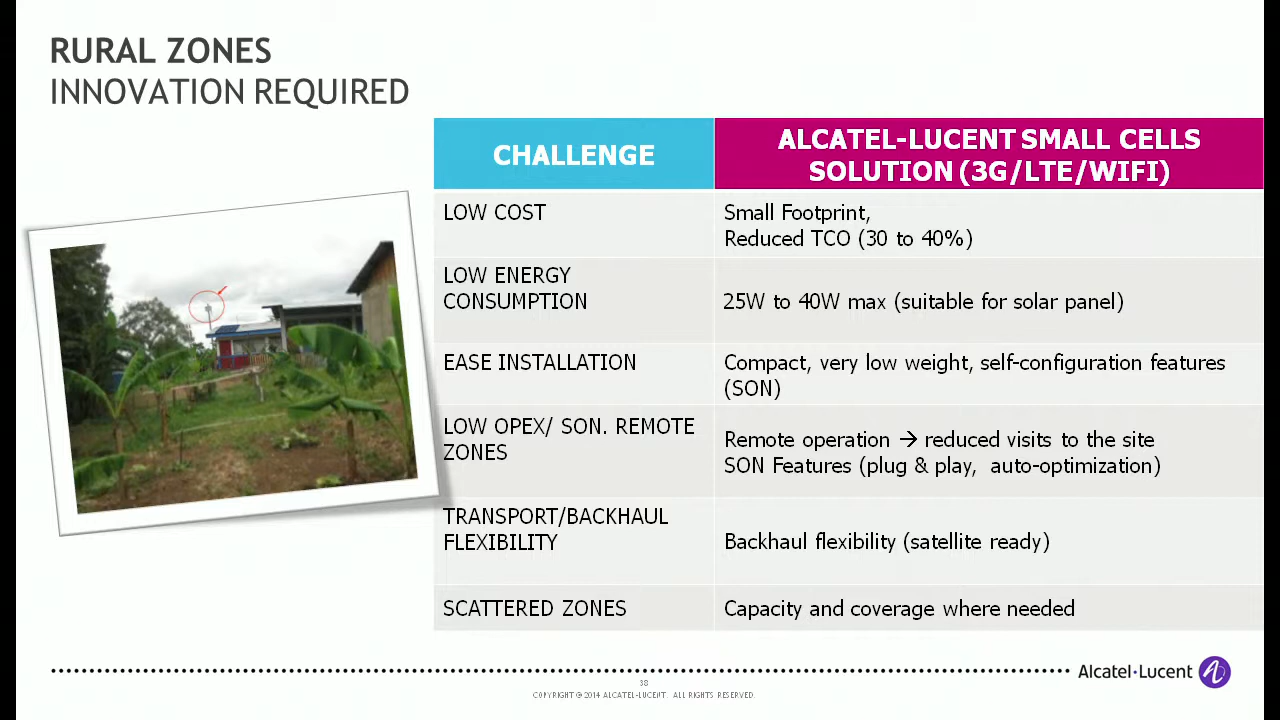 RURAL ZONES
INNOVATION REQUIRED
CHALLENGE
ALCATEL-LUCENT SMALL CELLS
SOLUTION (3G/LTE/WIFI)
LOW COST
Small Footprint,
Reduced TCO (30 to 40%)
LOW ENERGY
CONSUMPTION
25W to 40W max (suitable for solar panel)
EASE INSTALLATION
Compact, very low weight, self-configuration features
(SON)
LOW OPEX/ SON. REMOTE
ZONES
Remote operation → reduced visits to the site
SON Features (plug & play, auto-optimization)
TRANSPORT/BACKHAUL
FLEXIBILITY
Backhaul flexibility (satellite ready)
SCATTERED ZONES
Capacity and coverage where needed
Alcatel·Lucent
38
COPYRIGHT © 2014 ALCATEL-LUCENT. ALL RIGHTS RESERVED.